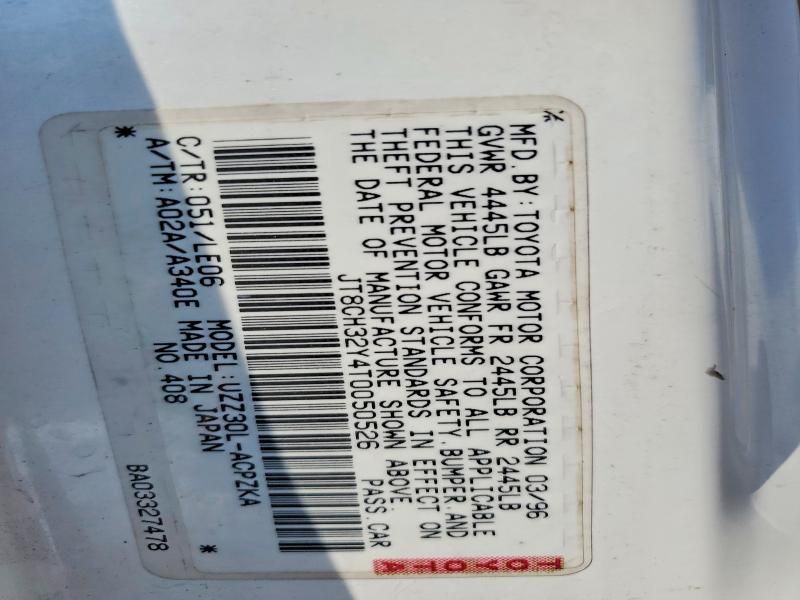 MFD. BY: TOYOTA MOTOR CORPORATION 03/96
GVWR 4445LB GAWR FR 2445LB RR 2445LB
THIS VEHICLE CONFORMS TO ALL APPLICABLE
FEDERAL MOTOR VEHICLE SAFETY, BUMPER, AND
THEFT PREVENTION STANDARDS IN EFFECT ON
THE DATE OF MANUFACTURE SHOWN ABOVE.
JT8CH32Y4T0050526 PASS. CAR
TOYOTA
* *
C/TR: 051/LE06 MODEL: UZZ30L-ACPZKA
A/TM: A02A/A340E MADE IN JAPAN
NO. 408
BA03327478